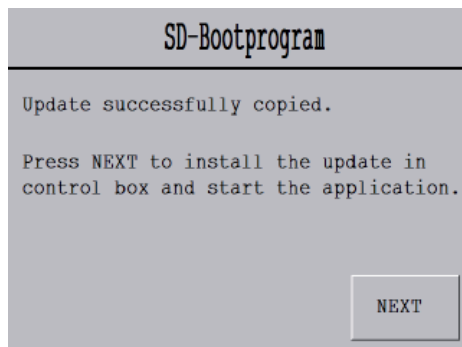 SD-Bootprogram
Update successfully copied.
Press NEXT to install the update in
control box and start the application.
NEXT